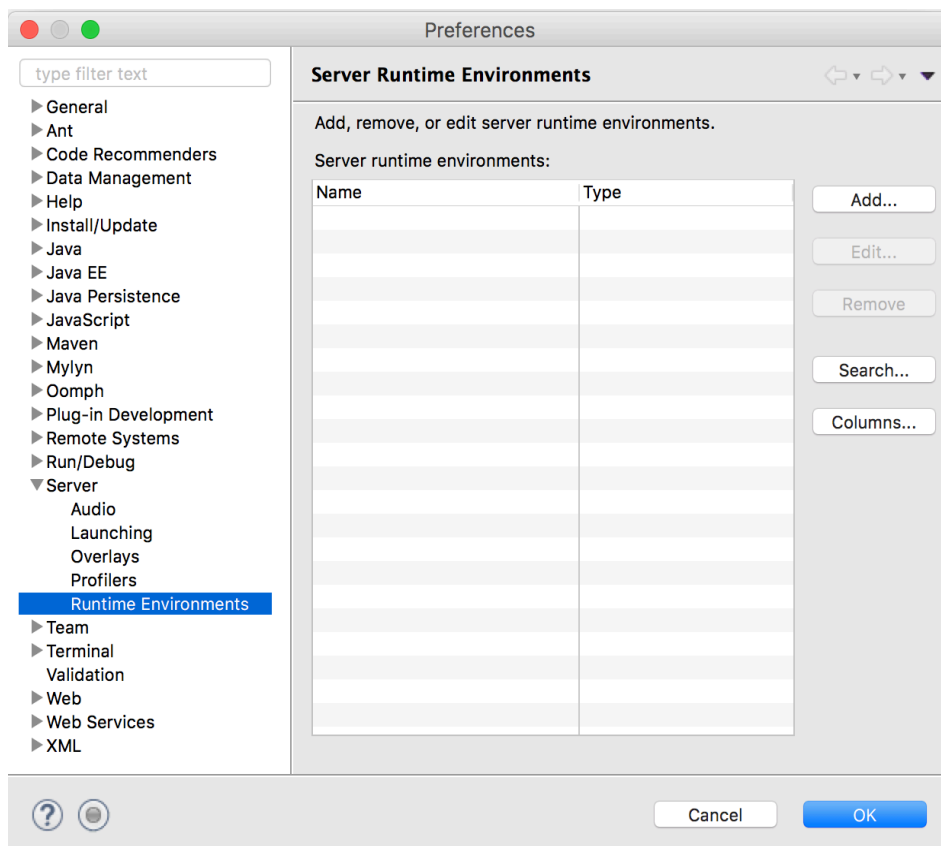 Preferences
type filter text
General
Ant
Code Recommenders
Data Management
Help
Install/Update
Java
Java EE
Java Persistence
JavaScript
Maven
Mylyn
Oomph
Plug-in Development
Remote Systems
Run/Debug
Server
Audio
Launching
Overlays
Profilers
Runtime Environments
Team
Terminal
Validation
Web
Web Services
XML
Server Runtime Environments
Add, remove, or edit server runtime environments.
Server runtime environments:
Name Type
Add...
Edit...
Remove
Search...
Columns...
?
Cancel OK